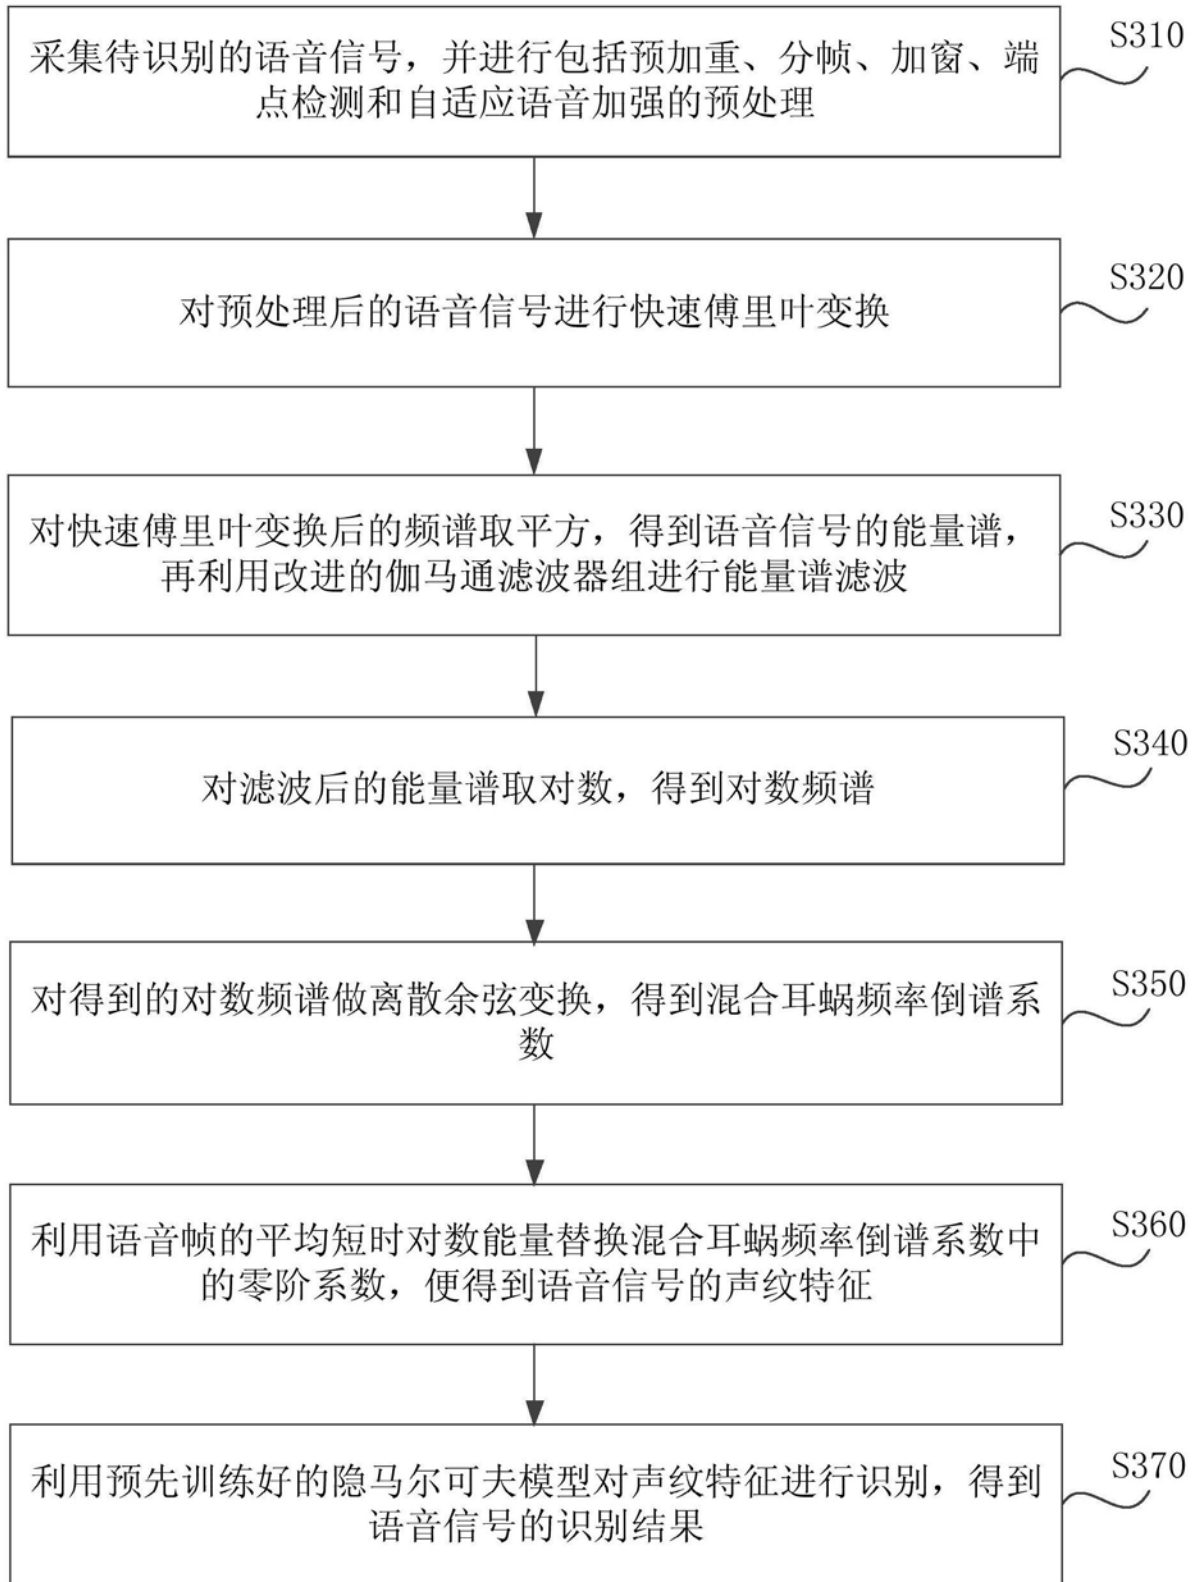 S310
采集待识别的语音信号，并进行包括预加重、分帧、加窗、端
点检测和自适应语音加强的预处理
S320
对预处理后的语音信号进行快速傅里叶变换
S330
对快速傅里叶变换后的频谱取平方，得到语音信号的能量谱，
再利用改进的伽马通滤波器组进行能量谱滤波
S340
对滤波后的能量谱取对数，得到对数频谱
S350
对得到的对数频谱做离散余弦变换，得到混合耳蜗频率倒谱系
数
S360
利用语音帧的平均短时对数能量替换混合耳蜗频率倒谱系数中
的零阶系数，便得到语音信号的声纹特征
S370
利用预先训练好的隐马尔可夫模型对声纹特征进行识别，得到
语音信号的识别结果